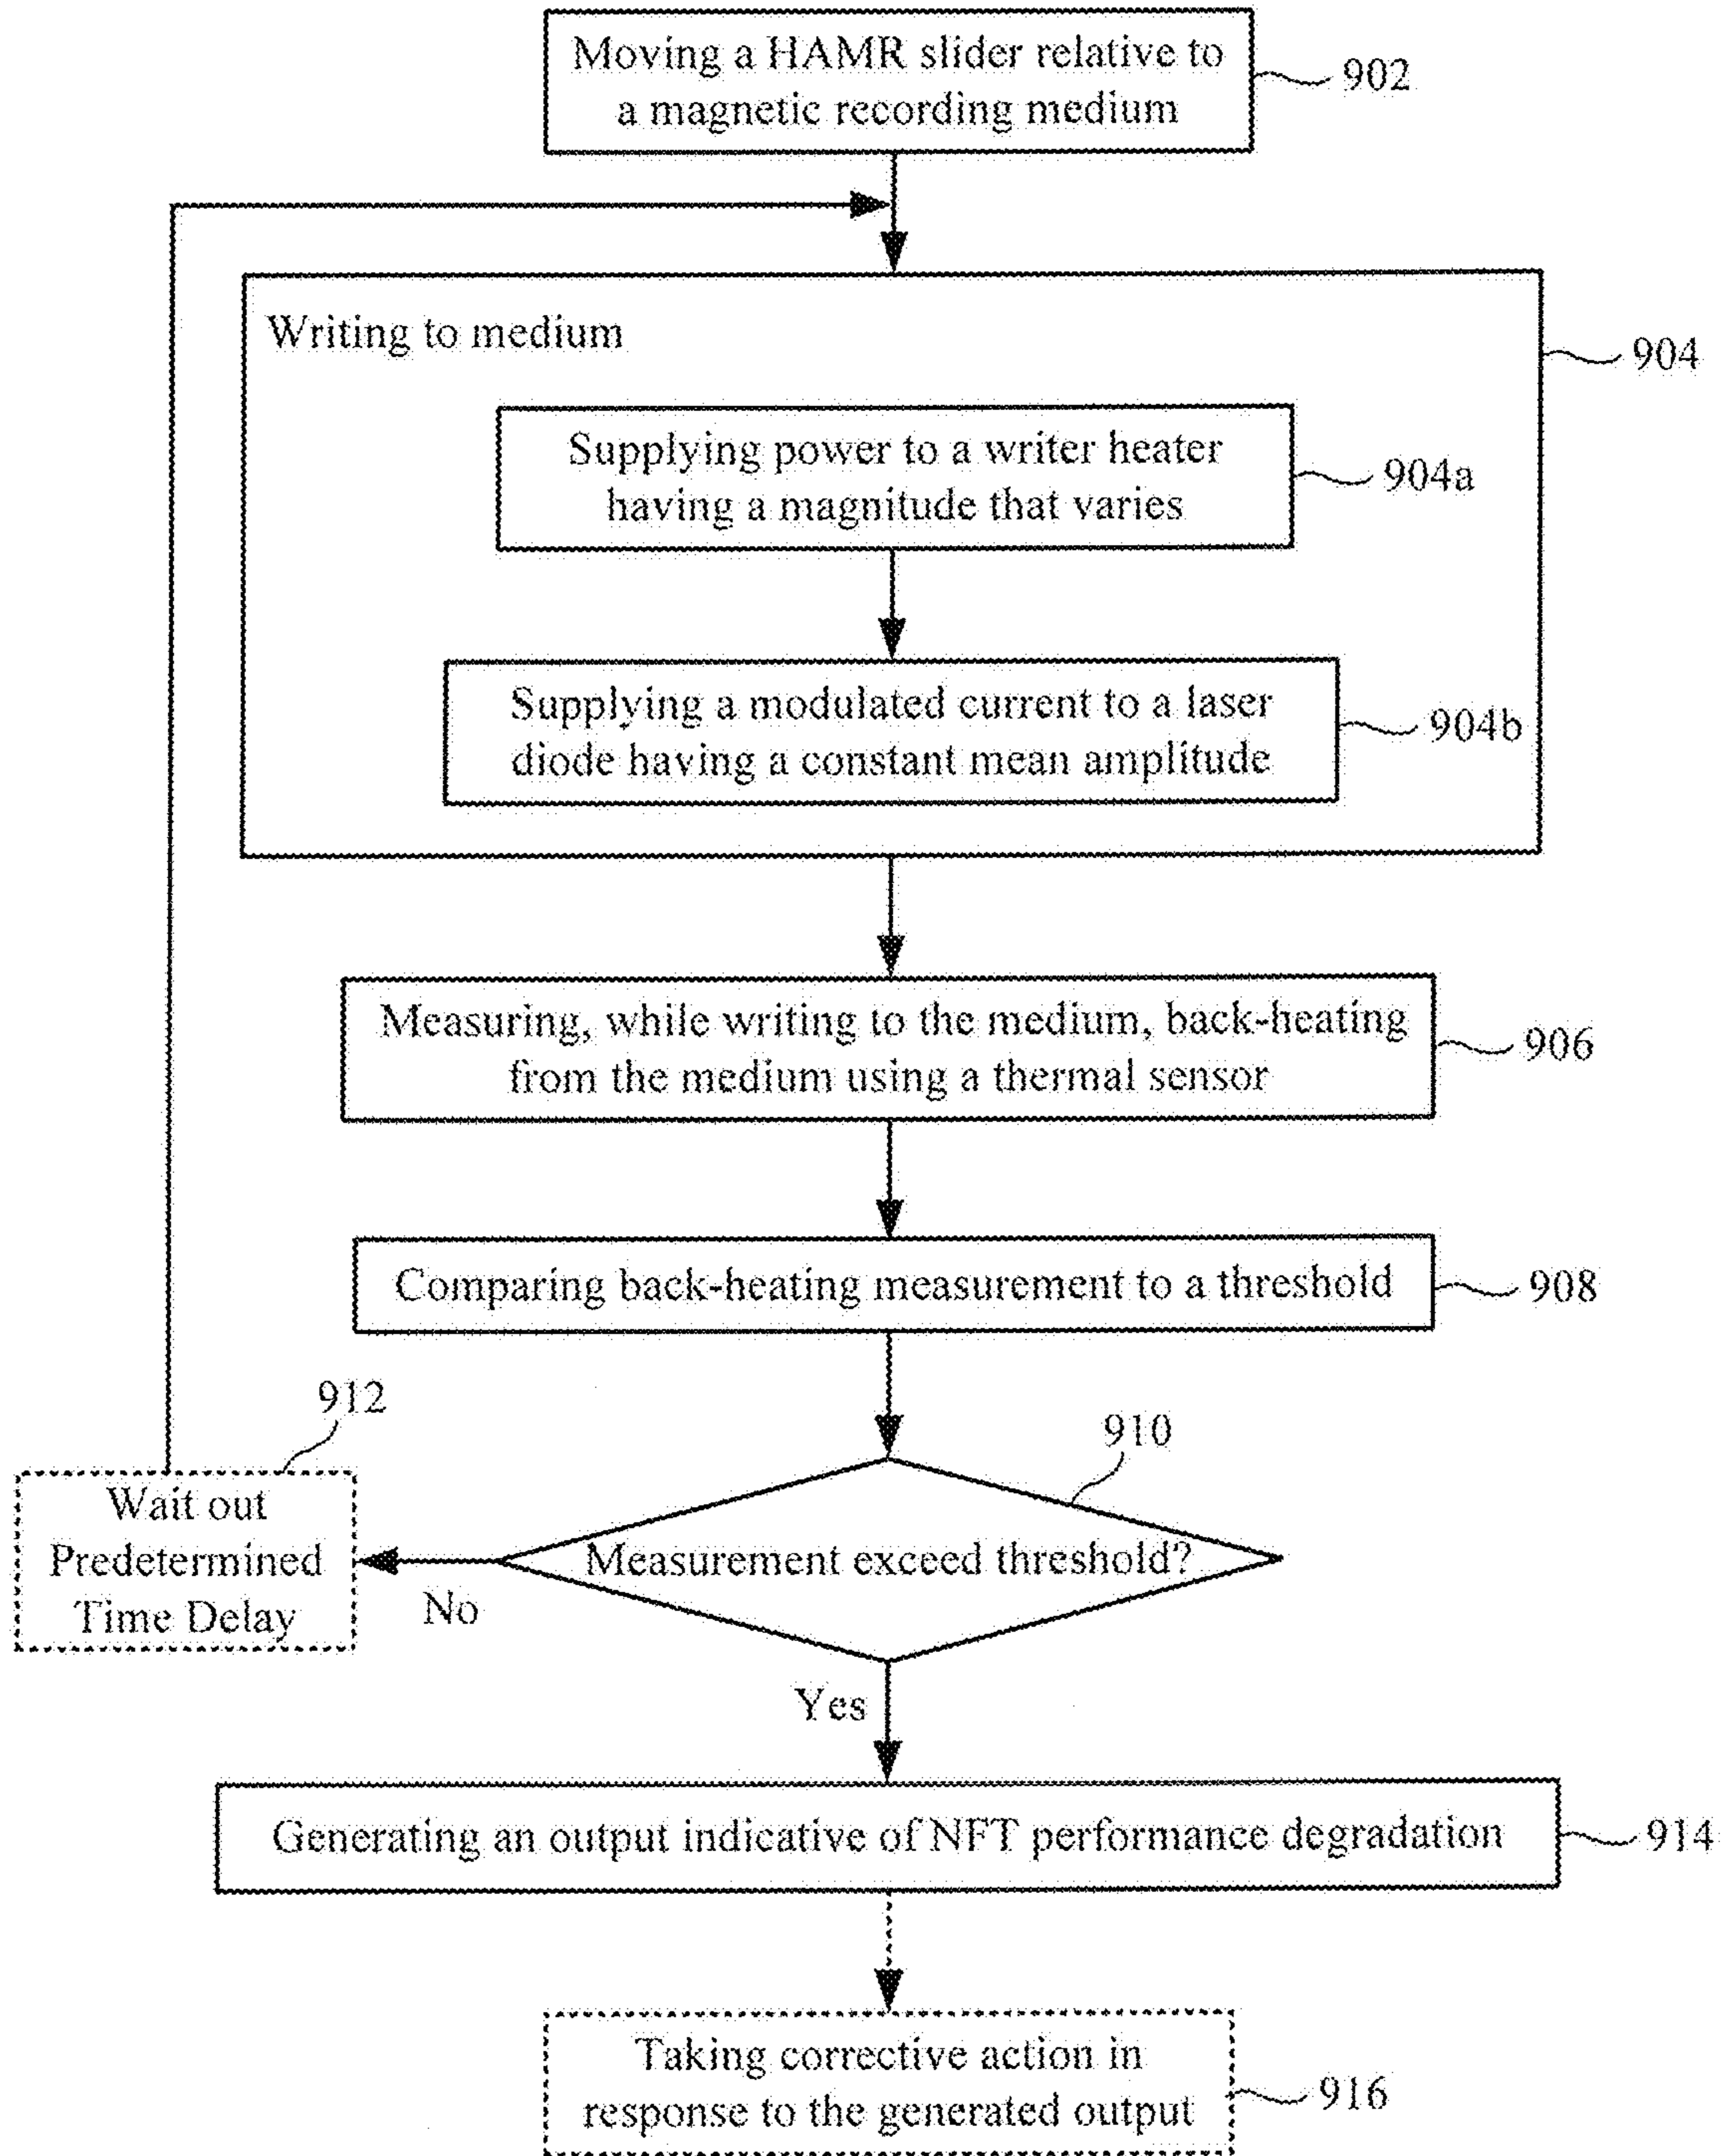 Moving a HAMR slider relative to
a magnetic recording medium
902
Writing to medium
904
Supplying power to a writer heater
having a magnitude that varies
904a
Supplying a modulated current to a laser
diode having a constant mean amplitude
904b
Measuring, while writing to the medium, back-heating
from the medium using a thermal sensor
906
Comparing back-heating measurement to a threshold
908
912
910
Wait out
Predetermined
Time Delay
Measurement exceed threshold?
No
Yes
Generating an output indicative of NFT performance degradation
914
Taking corrective action in
response to the generated output
916